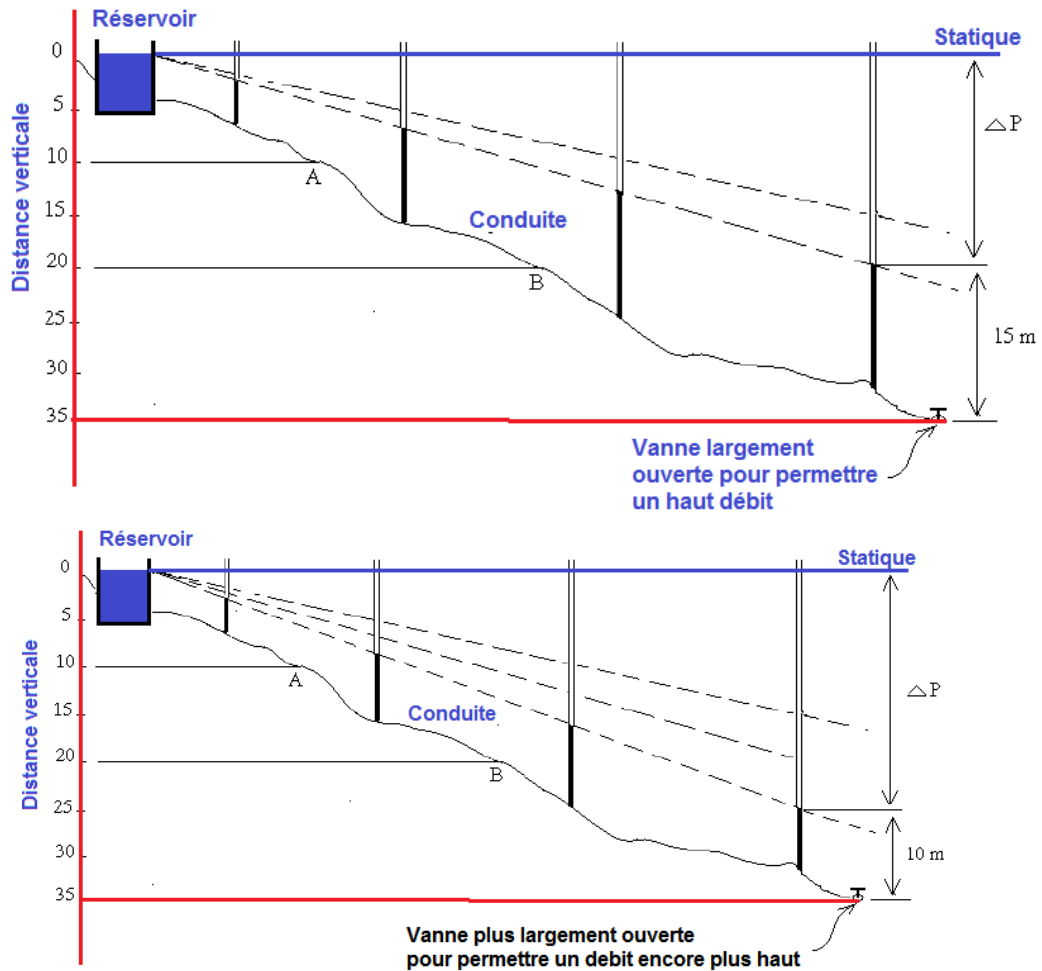 Réservoir
Statique
0
5
10
15
20
25
30
35
Distance verticale
△P
A
Conduite
B
15 m
Vanne largement
ouverte pour permettre
un haut débit
Réservoir
Statique
0
5
10
15
20
25
30
35
Distance verticale
△P
A
Conduite
B
10 m
Vanne plus largement ouverte
pour permettre un debit encore plus haut